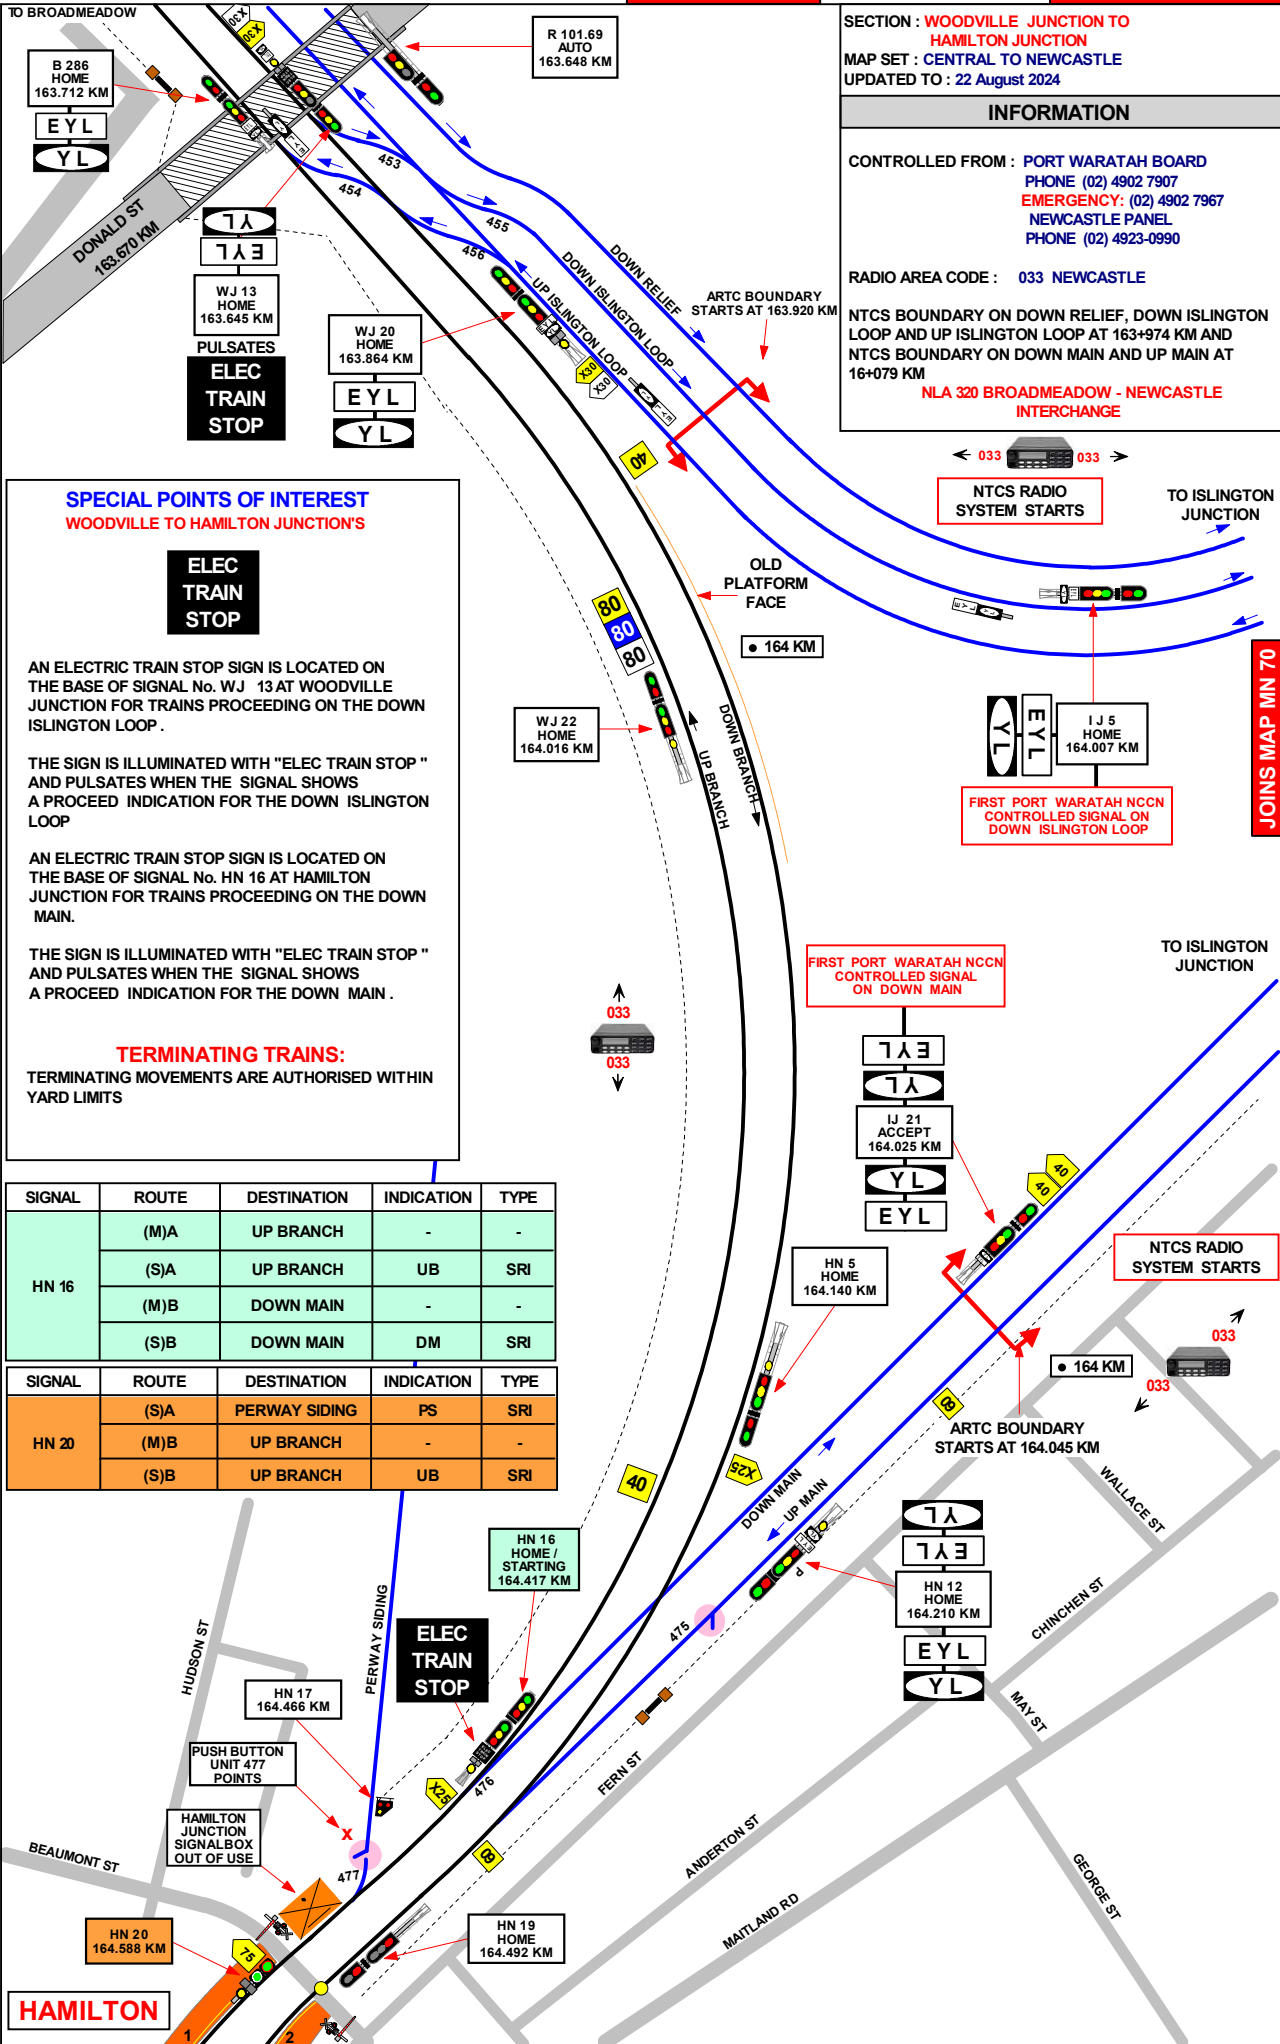 TO BROADMEADOW
B 286
HOME
163.712 KM
E Y L
Y L
X30
X30
R 101.69
AUTO
163.648 KM
SECTION : WOODVILLE JUNCTION TO
HAMILTON JUNCTION
MAP SET : CENTRAL TO NEWCASTLE
UPDATED TO : 22 August 2024
INFORMATION
CONTROLLED FROM : PORT WARATAH BOARD
PHONE (02) 4902 7907
EMERGENCY: (02) 4902 7967
NEWCASTLE PANEL
PHONE (02) 4923-0990
RADIO AREA CODE : 033 NEWCASTLE
NTCS BOUNDARY ON DOWN RELIEF, DOWN ISLINGTON
LOOP AND UP ISLINGTON LOOP AT 163+974 KM AND
NTCS BOUNDARY ON DOWN MAIN AND UP MAIN AT
16+079 KM
NLA 320 BROADMEADOW - NEWCASTLE
INTERCHANGE
DONALD ST
163.670 KM
453
454
455
456
Y L
E Y L
WJ 13
HOME
163.645 KM
PULSATES
ELEC
TRAIN
STOP
WJ 20
HOME
163.864 KM
E Y L
Y L
UP ISLINGTON LOOP
DOWN ISLINGTON LOOP
DOWN RELIEF
X30
X30
ARTC BOUNDARY
STARTS AT 163.920 KM
40
033
033
NTCS RADIO
SYSTEM STARTS
TO ISLINGTON
JUNCTION
SPECIAL POINTS OF INTEREST
WOODVILLE TO HAMILTON JUNCTION'S
ELEC
TRAIN
STOP
AN ELECTRIC TRAIN STOP SIGN IS LOCATED ON
THE BASE OF SIGNAL No. WJ 13 AT WOODVILLE
JUNCTION FOR TRAINS PROCEEDING ON THE DOWN
ISLINGTON LOOP .
THE SIGN IS ILLUMINATED WITH "ELEC TRAIN STOP "
AND PULSATES WHEN THE SIGNAL SHOWS
A PROCEED INDICATION FOR THE DOWN ISLINGTON
LOOP
AN ELECTRIC TRAIN STOP SIGN IS LOCATED ON
THE BASE OF SIGNAL No. HN 16 AT HAMILTON
JUNCTION FOR TRAINS PROCEEDING ON THE DOWN
MAIN.
THE SIGN IS ILLUMINATED WITH "ELEC TRAIN STOP "
AND PULSATES WHEN THE SIGNAL SHOWS
A PROCEED INDICATION FOR THE DOWN MAIN .
TERMINATING TRAINS:
TERMINATING MOVEMENTS ARE AUTHORISED WITHIN
YARD LIMITS
OLD
PLATFORM
FACE
80
80
80
• 164 KM
WJ 22
HOME
164.016 KM
UP BRANCH
DOWN BRANCH
E Y L
Y L
Y L
E Y L
I J 5
HOME
164.007 KM
FIRST PORT WARATAH NCCN
CONTROLLED SIGNAL ON
DOWN ISLINGTON LOOP
JOINS MAP MN 70
033
033
FIRST PORT WARATAH NCCN
CONTROLLED SIGNAL
ON DOWN MAIN
E Y L
Y L
IJ 21
ACCEPT
164.025 KM
Y L
E Y L
TO ISLINGTON
JUNCTION
40
40
NTCS RADIO
SYSTEM STARTS
033
033
• 164 KM
ARTC BOUNDARY
STARTS AT 164.045 KM
SIGNAL ROUTE DESTINATION INDICATION TYPE
HN 16
(M)A UP BRANCH - -
(S)A UP BRANCH UB SRI
(M)B DOWN MAIN - -
(S)B DOWN MAIN DM SRI
SIGNAL ROUTE DESTINATION INDICATION TYPE
HN 20
(S)A PERWAY SIDING PS SRI
(M)B UP BRANCH - -
(S)B UP BRANCH UB SRI
HN 5
HOME
164.140 KM
X25
60
40
DOWN MAIN
UP MAIN
P
Y L
E Y L
HN 12
HOME
164.210 KM
E Y L
Y L
WALLACE ST
CHINCHEN ST
MAY ST
HN 16
HOME /
STARTING
164.417 KM
ELEC
TRAIN
STOP
475
HUDSON ST
PERWAY SIDING
HN 17
164.466 KM
PUSH BUTTON
UNIT 477
POINTS
X
X25
476
FERN ST
HAMILTON
JUNCTION
SIGNALBOX
OUT OF USE
BEAUMONT ST
477
60
ANDERTON ST
MAITLAND RD
GEORGE ST
HN 20
164.588 KM
75
HN 19
HOME
164.492 KM
HAMILTON
1
2